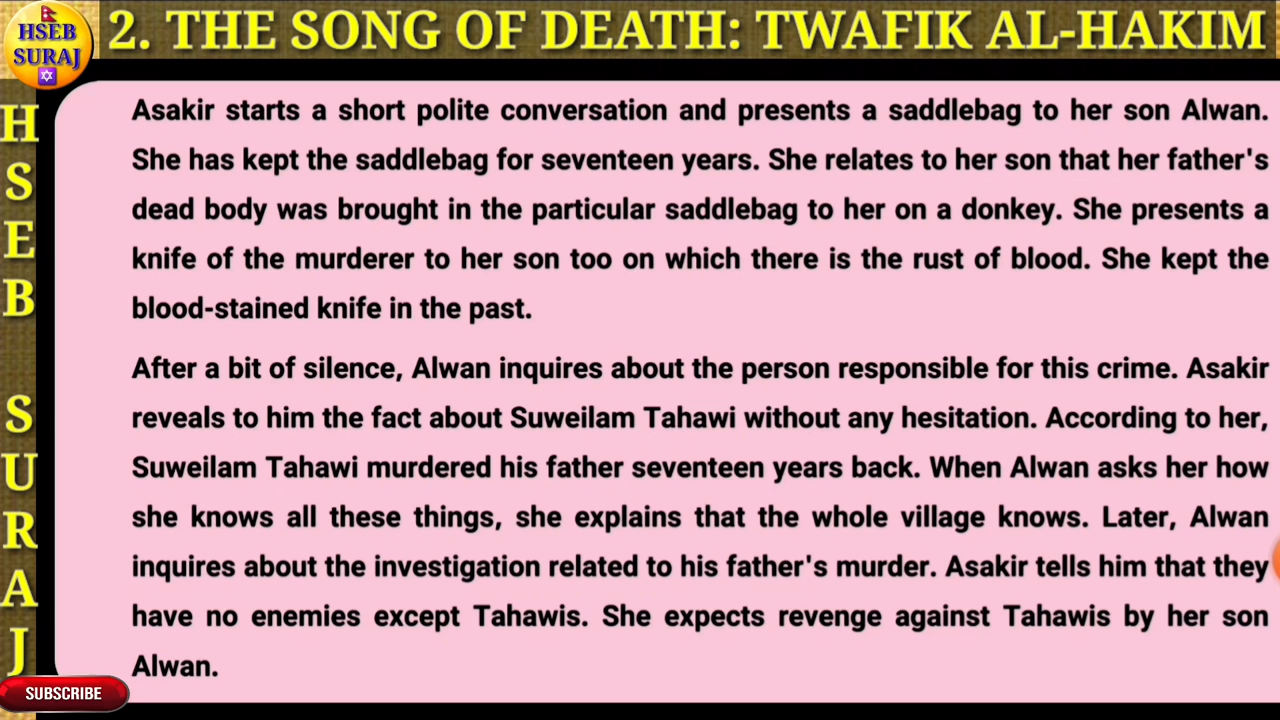 HSEB
SURAJ
2. THE SONG OF DEATH: TWAFIK AL-HAKIM
HSEB SURAJ
Asakir starts a short polite conversation and presents a saddlebag to her son Alwan.
She has kept the saddlebag for seventeen years. She relates to her son that her father's
dead body was brought in the particular saddlebag to her on a donkey. She presents a
knife of the murderer to her son too on which there is the rust of blood. She kept the
blood-stained knife in the past.
After a bit of silence, Alwan inquires about the person responsible for this crime. Asakir
reveals to him the fact about Suweilam Tahawi without any hesitation. According to her,
Suweilam Tahawi murdered his father seventeen years back. When Alwan asks her how
she knows all these things, she explains that the whole village knows. Later, Alwan
inquires about the investigation related to his father's murder. Asakir tells him that they
have no enemies except Tahawis. She expects revenge against Tahawis by her son
Alwan.
SUBSCRIBE